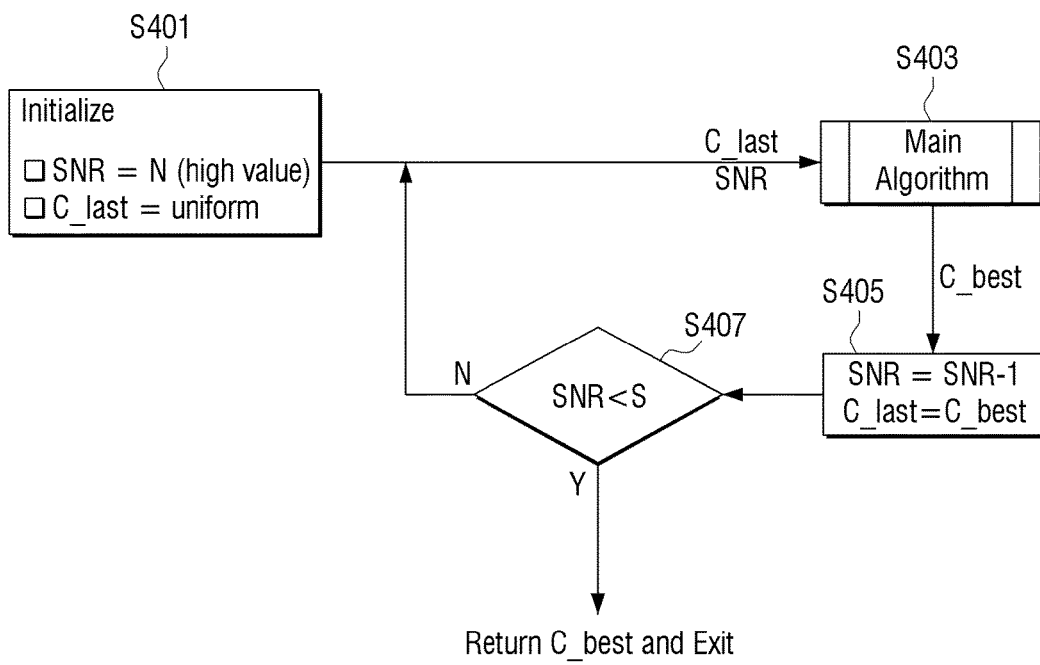 S401
Initialize
SNR = N (high value)
C_last = uniform
C_last
SNR
S403
Main
Algorithm
C_best
S405
SNR = SNR-1
C_last=C_best
S407
SNR<S
N
Y
Return C_best and Exit